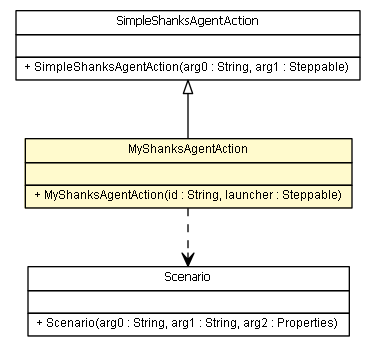 SimpleShanksAgentAction
+ SimpleShanksAgentAction(arg0 : String, arg1 : Steppable)
MyShanksAgentAction
+ MyShanksAgentAction(id : String, launcher : Steppable)
Scenario
+ Scenario(arg0 : String, arg1 : String, arg2 : Properties)